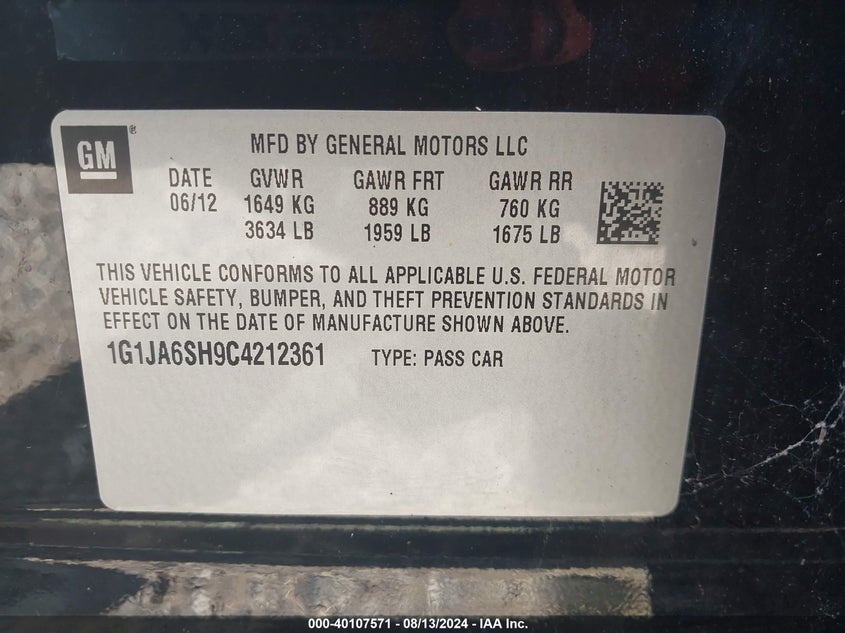 GM®
MFD BY GENERAL MOTORS LLC
DATE GVWR GAWR FRT GAWR RR
06/12 1649 KG 889 KG 760 KG
3634 LB 1959 LB 1675 LB
THIS VEHICLE CONFORMS TO ALL APPLICABLE U.S. FEDERAL MOTOR
VEHICLE SAFETY, BUMPER, AND THEFT PREVENTION STANDARDS IN
EFFECT ON THE DATE OF MANUFACTURE SHOWN ABOVE.
1G1JA6SH9C4212361 TYPE: PASS CAR
000-40107571 - 08/13/2024 - IAA Inc.